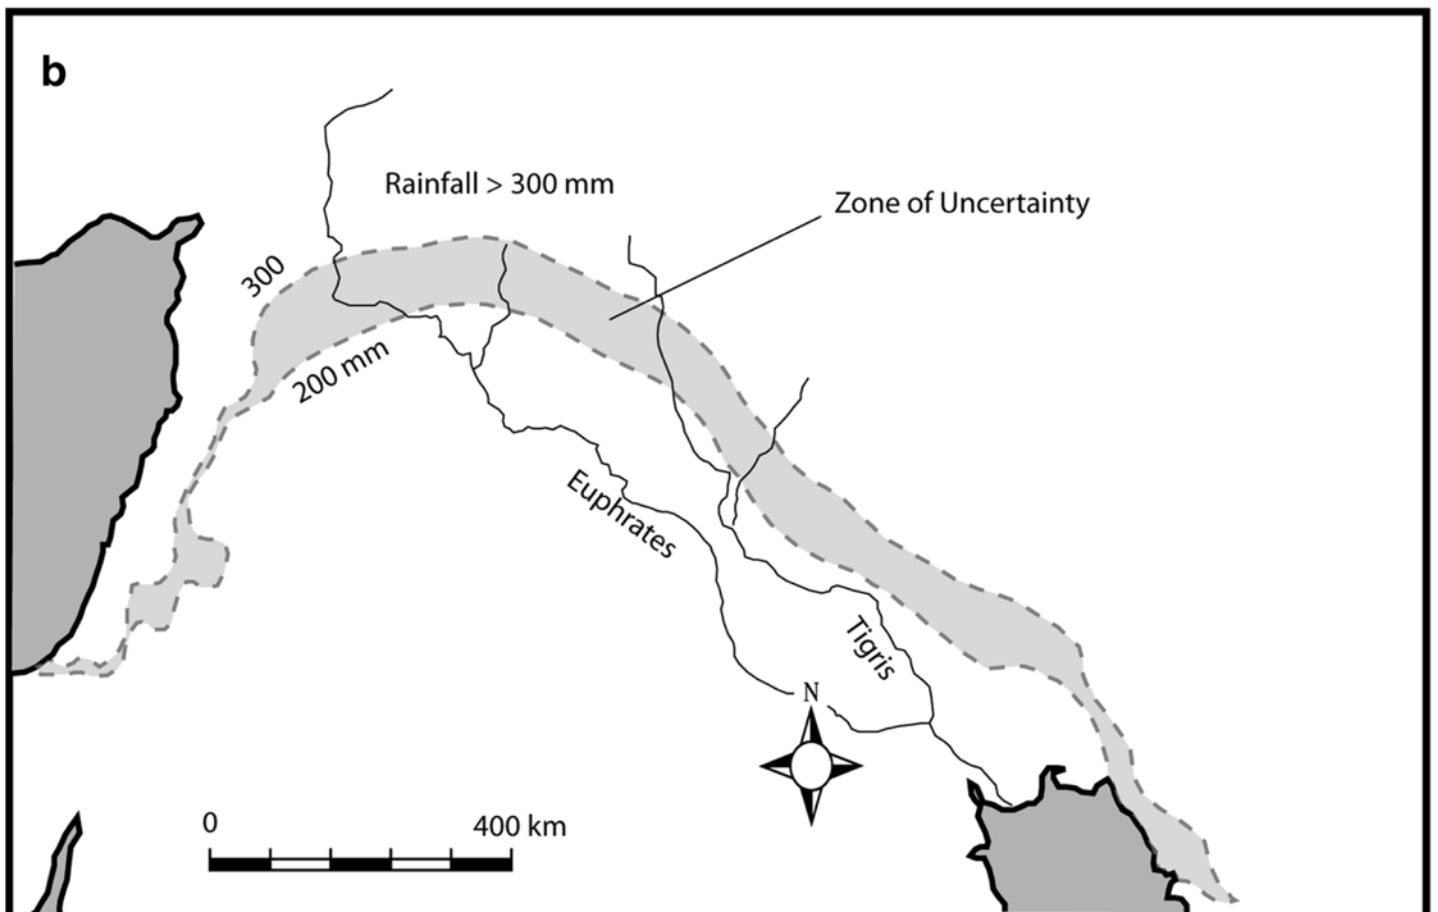 b
Rainfall > 300 mm
Zone of Uncertainty
300
200 mm
Euphrates
Tigris
N
0
400 km